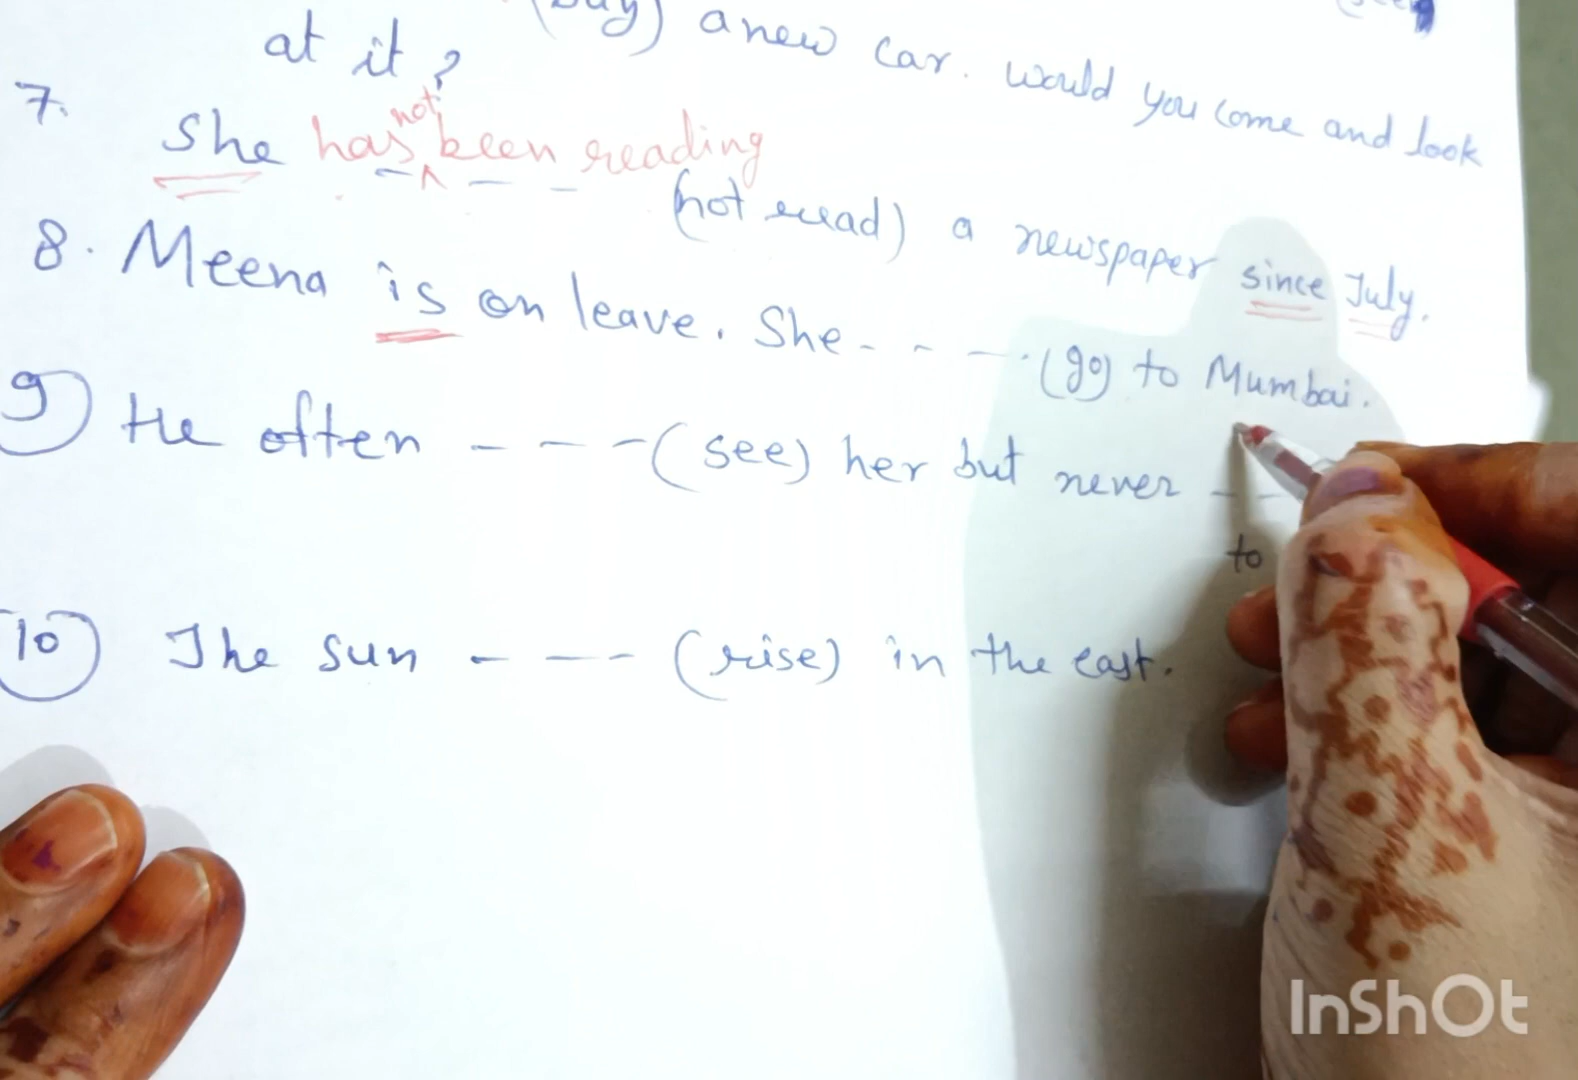 (buy) a new car. would you come and look
at it?
7. She has not been reading
(not read) a newspaper since July.
8. Meena is on leave. She - - - (go) to Mumbai.
9) He often - - - (see) her but never - -
to
10) The sun - - - (rise) in the east.
InShOt